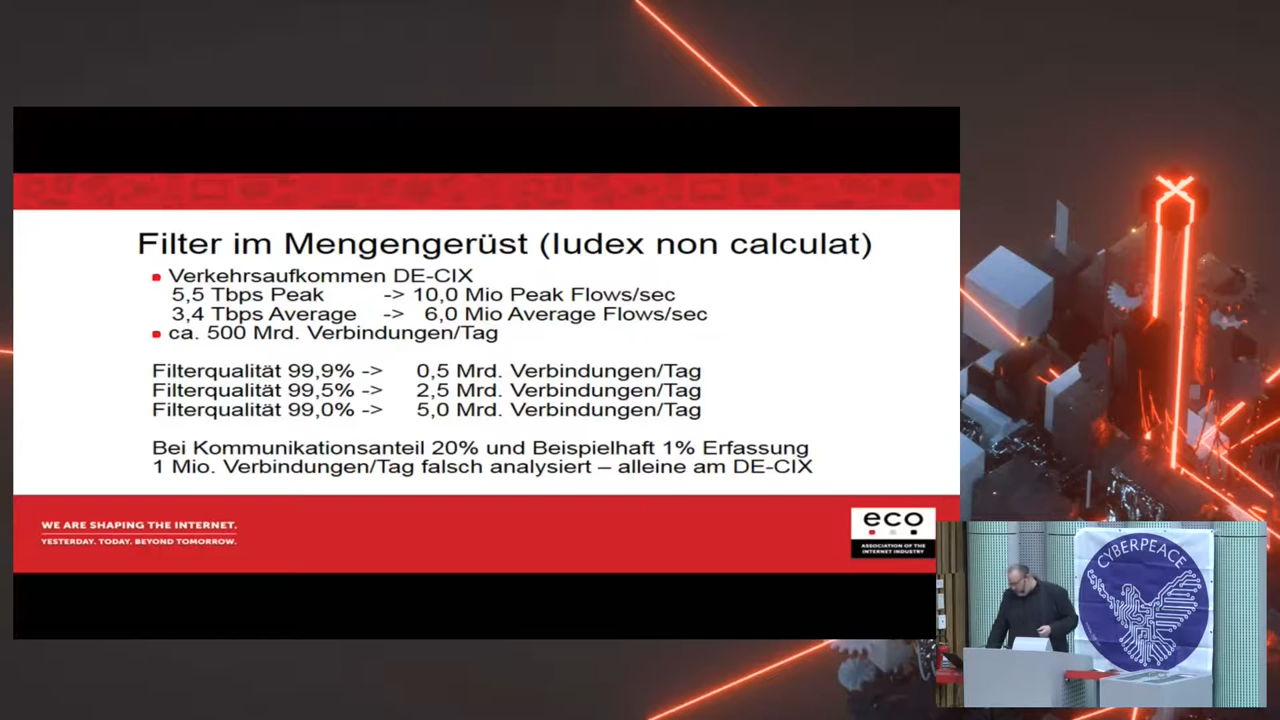 Filter im Mengengerüst (Iudex non calculat)
Verkehrsaufkommen DE-CIX
5,5 Tbps Peak -> 10,0 Mio Peak Flows/sec
3,4 Tbps Average -> 6,0 Mio Average Flows/sec
ca. 500 Mrd. Verbindungen/Tag
Filterqualität 99,9% -> 0,5 Mrd. Verbindungen/Tag
Filterqualität 99,5% -> 2,5 Mrd. Verbindungen/Tag
Filterqualität 99,0% -> 5,0 Mrd. Verbindungen/Tag
Bei Kommunikationsanteil 20% und Beispielhaft 1% Erfassung
1 Mio. Verbindungen/Tag falsch analysiert – alleine am DE-CIX
WE ARE SHAPING THE INTERNET.
YESTERDAY. TODAY. BEYOND TOMORROW.
eco
ASSOCIATION OF THE
INTERNET INDUSTRY
CYBERPEACE